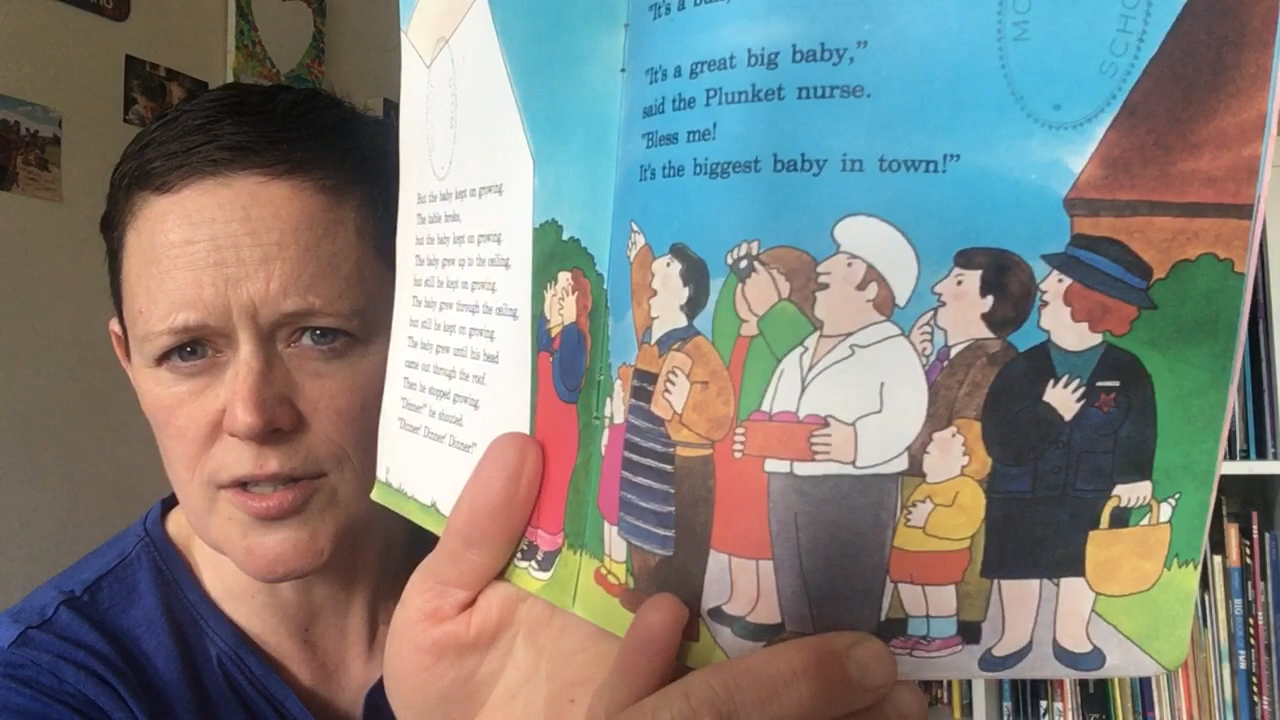 But the baby kept on growing.
The table broke,
but the baby kept on growing.
The baby grew up to the ceiling,
but still he kept on growing.
The baby grew through the ceiling,
but still he kept on growing.
The baby grew until his head
came out through the roof.
Then he stopped growing.
"Dinner!" he shouted.
"Dinner! Dinner! Dinner!"
"It's a
"It's a great big baby,"
said the Plunket nurse.
"Bless me!
It's the biggest baby in town!"
MO
SCHO
BIG
FUN